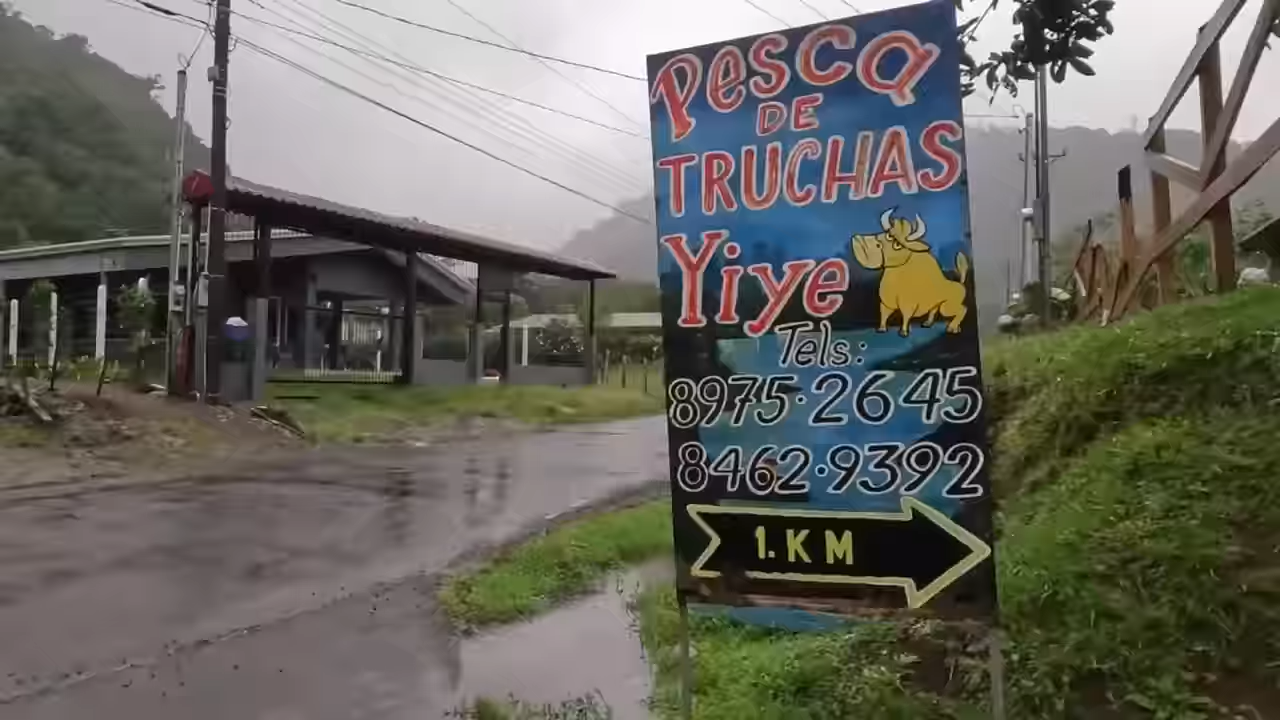 Pesca
DE
TRUCHAS
Yiye
Tels:
8975·2645
8462·9392
1.KM